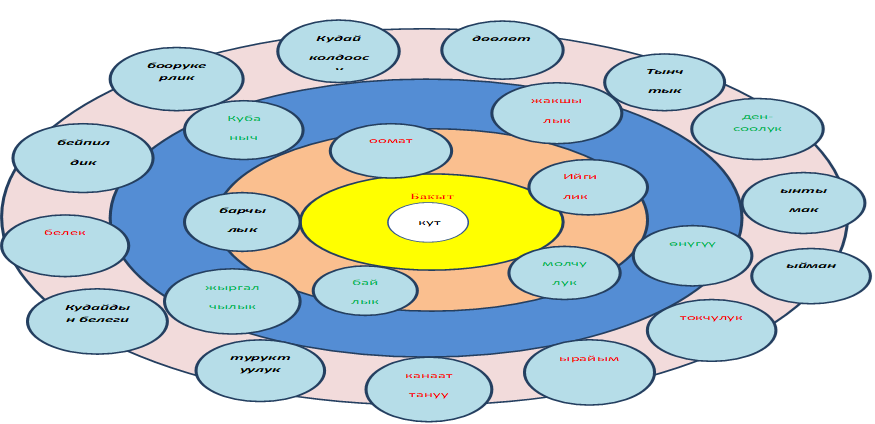 Кудай
колдоос
у
дөөлөт
бооруке
рлик
Тынч
тык
жакшы
лык
Куба
ныч
ден-
соолук
оомат
бейпил
дик
Ийги
лик
ынты
мак
Бакыт
кут
барчы
лык
белек
өнүгүү
ыйман
молчу
лук
бай
лык
жыргал
чылык
Кудайды
н белеги
токчулук
турукт
уулук
ырайым
канаат
тануу